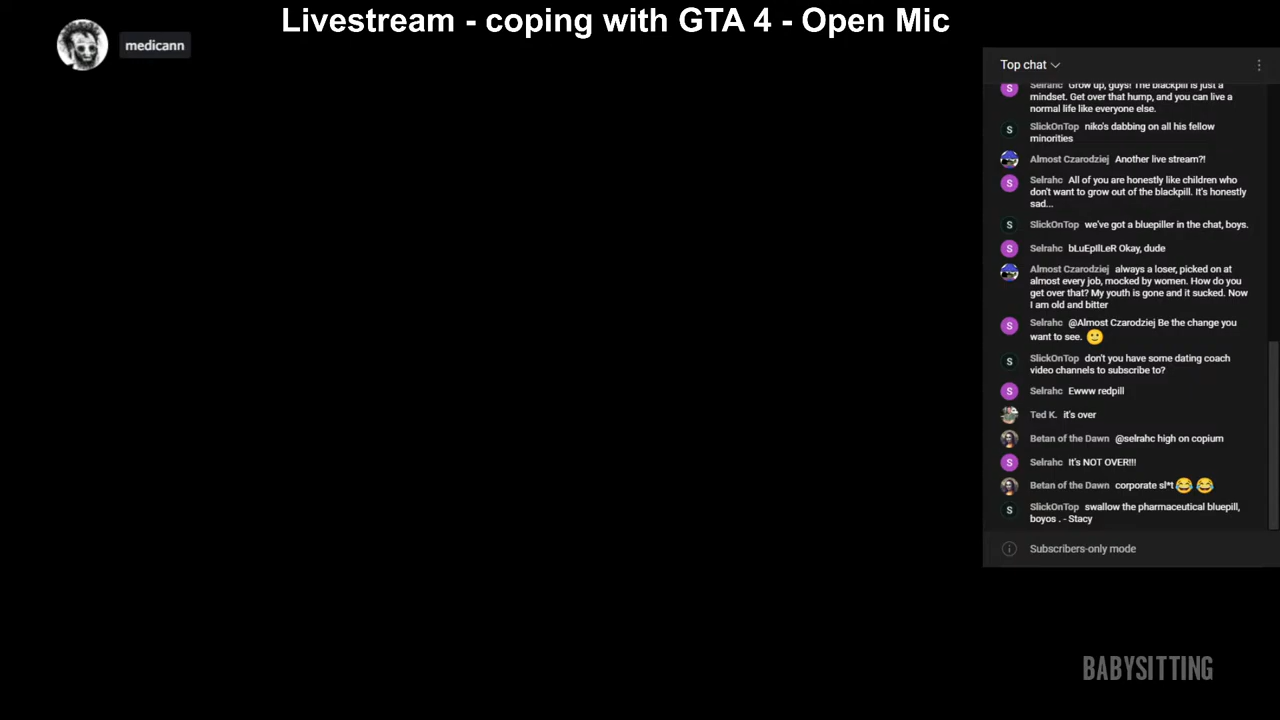 Livestream - coping with GTA 4 - Open Mic
medicann
Top chat
Selrahc Grow up, guys! The blackpill is just a
mindset. Get over that hump, and you can live a
normal life like everyone else.
SlickOnTop niko's dabbing on all his fellow
minorities
Almost Czarodziej Another live stream?!
Selrahc All of you are honestly like children who
don't want to grow out of the blackpill. It's honestly
sad...
SlickOnTop we've got a bluepiller in the chat, boys.
Selrahc bLuEpIlLeR Okay, dude
Almost Czarodziej always a loser, picked on at
almost every job, mocked by women. How do you
get over that? My youth is gone and it sucked. Now
I am old and bitter
Selrahc @Almost Czarodziej Be the change you
want to see. 🙂
SlickOnTop don't you have some dating coach
video channels to subscribe to?
Selrahc Ewww redpill
Ted K. it's over
Betan of the Dawn @selrahc high on copium
Selrahc It's NOT OVER!!!
Betan of the Dawn corporate sl*t😂😂
SlickOnTop swallow the pharmaceutical bluepill,
boyos . - Stacy
Subscribers-only mode
BABYSITTING